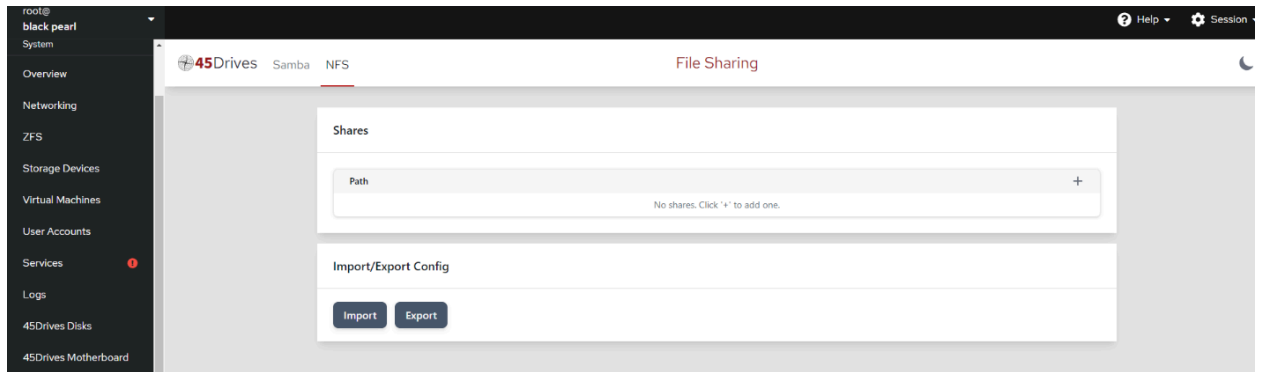 root@
black pearl
Help
Session
System
Overview
Networking
ZFS
Storage Devices
Virtual Machines
User Accounts
Services
Logs
45Drives Disks
45Drives Motherboard
45Drives
Samba
NFS
File Sharing
Shares
Path
+
No shares. Click '+' to add one.
Import/Export Config
Import
Export